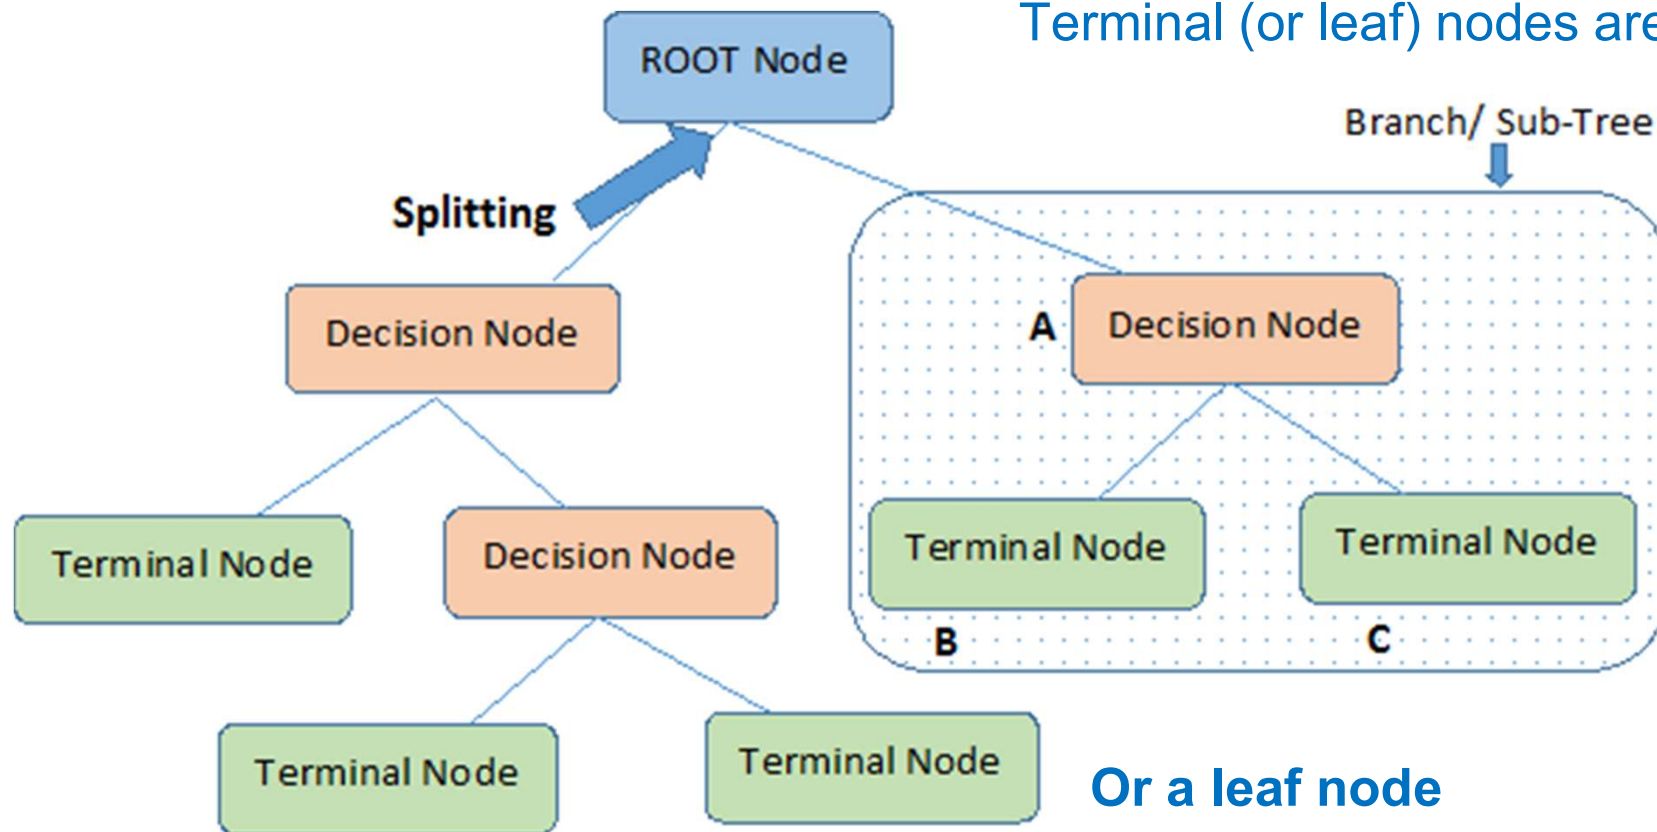 Terminal (or leaf) nodes are
ROOT Node
Branch/ Sub-Tree
Splitting
Decision Node
A
Decision Node
Terminal Node
Decision Node
Terminal Node
Terminal Node
B
C
Terminal Node
Terminal Node
Or a leaf node